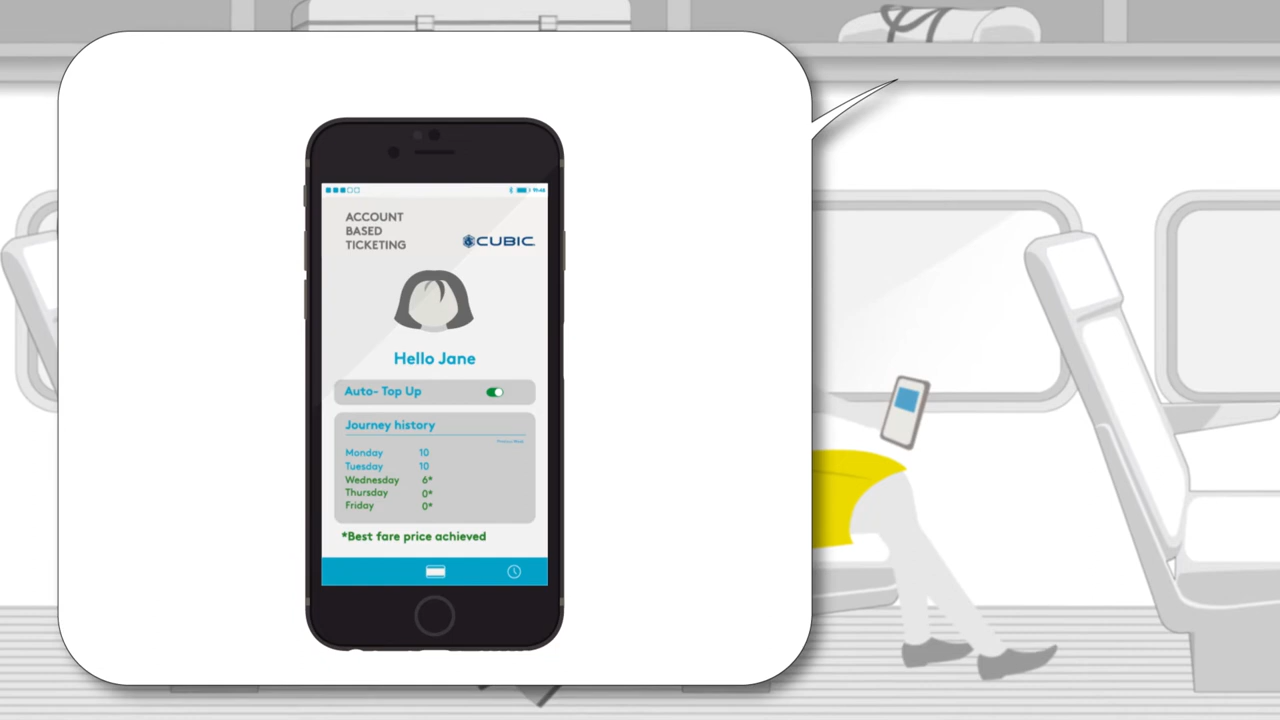 ACCOUNT
BASED
TICKETING
CUBIC
Hello Jane
Auto- Top Up
Journey history
Monday 10
Tuesday 10
Wednesday 6*
Thursday 0*
Friday 0*
*Best fare price achieved